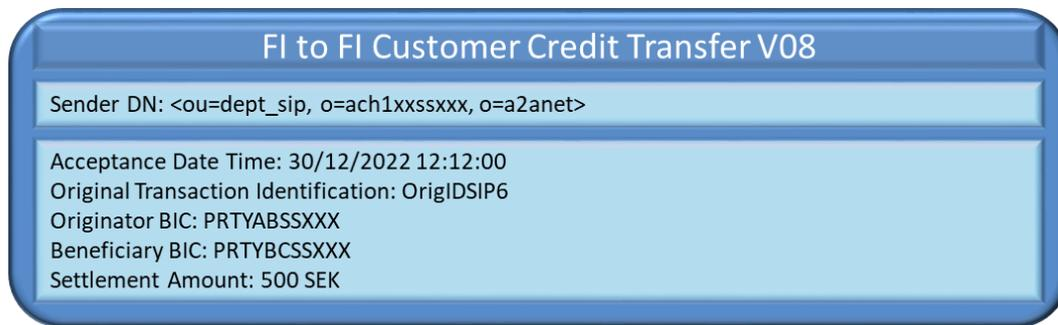 FI to FI Customer Credit Transfer V08
Sender DN: <ou=dept_sip, o=ach1xxssxxx, o=a2anet>
Acceptance Date Time: 30/12/2022 12:12:00
Original Transaction Identification: OrigIDSIP6
Originator BIC: PRTYABSSXXX
Beneficiary BIC: PRTYBCSSXXX
Settlement Amount: 500 SEK